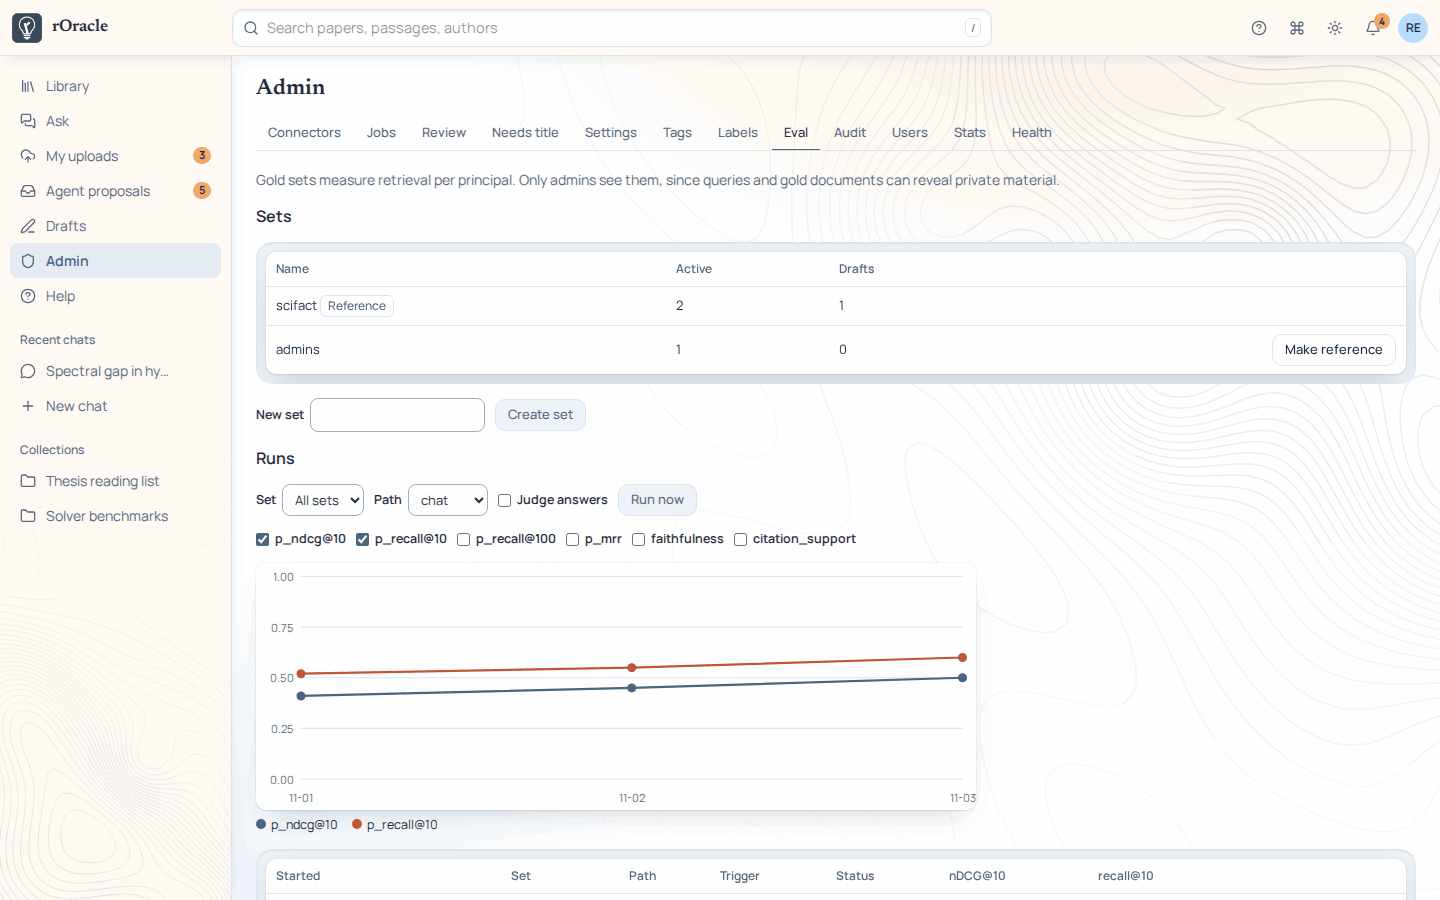 rOracle
Search papers, passages, authors
/
4
RE
Library
Ask
My uploads
3
Agent proposals
5
Drafts
Admin
Help
Recent chats
Spectral gap in hy...
New chat
Collections
Thesis reading list
Solver benchmarks
Admin
Connectors Jobs Review Needs title Settings Tags Labels Eval Audit Users Stats Health
Gold sets measure retrieval per principal. Only admins see them, since queries and gold documents can reveal private material.
Sets
Name Active Drafts
scifact Reference 2 1
admins 1 0 Make reference
New set Create set
Runs
Set All sets Path chat Judge answers Run now
p_ndcg@10 p_recall@10 p_recall@100 p_mrr faithfulness citation_support
1.00
0.75
0.50
0.25
0.00
11-01 11-02 11-03
p_ndcg@10 p_recall@10
Started Set Path Trigger Status nDCG@10 recall@10